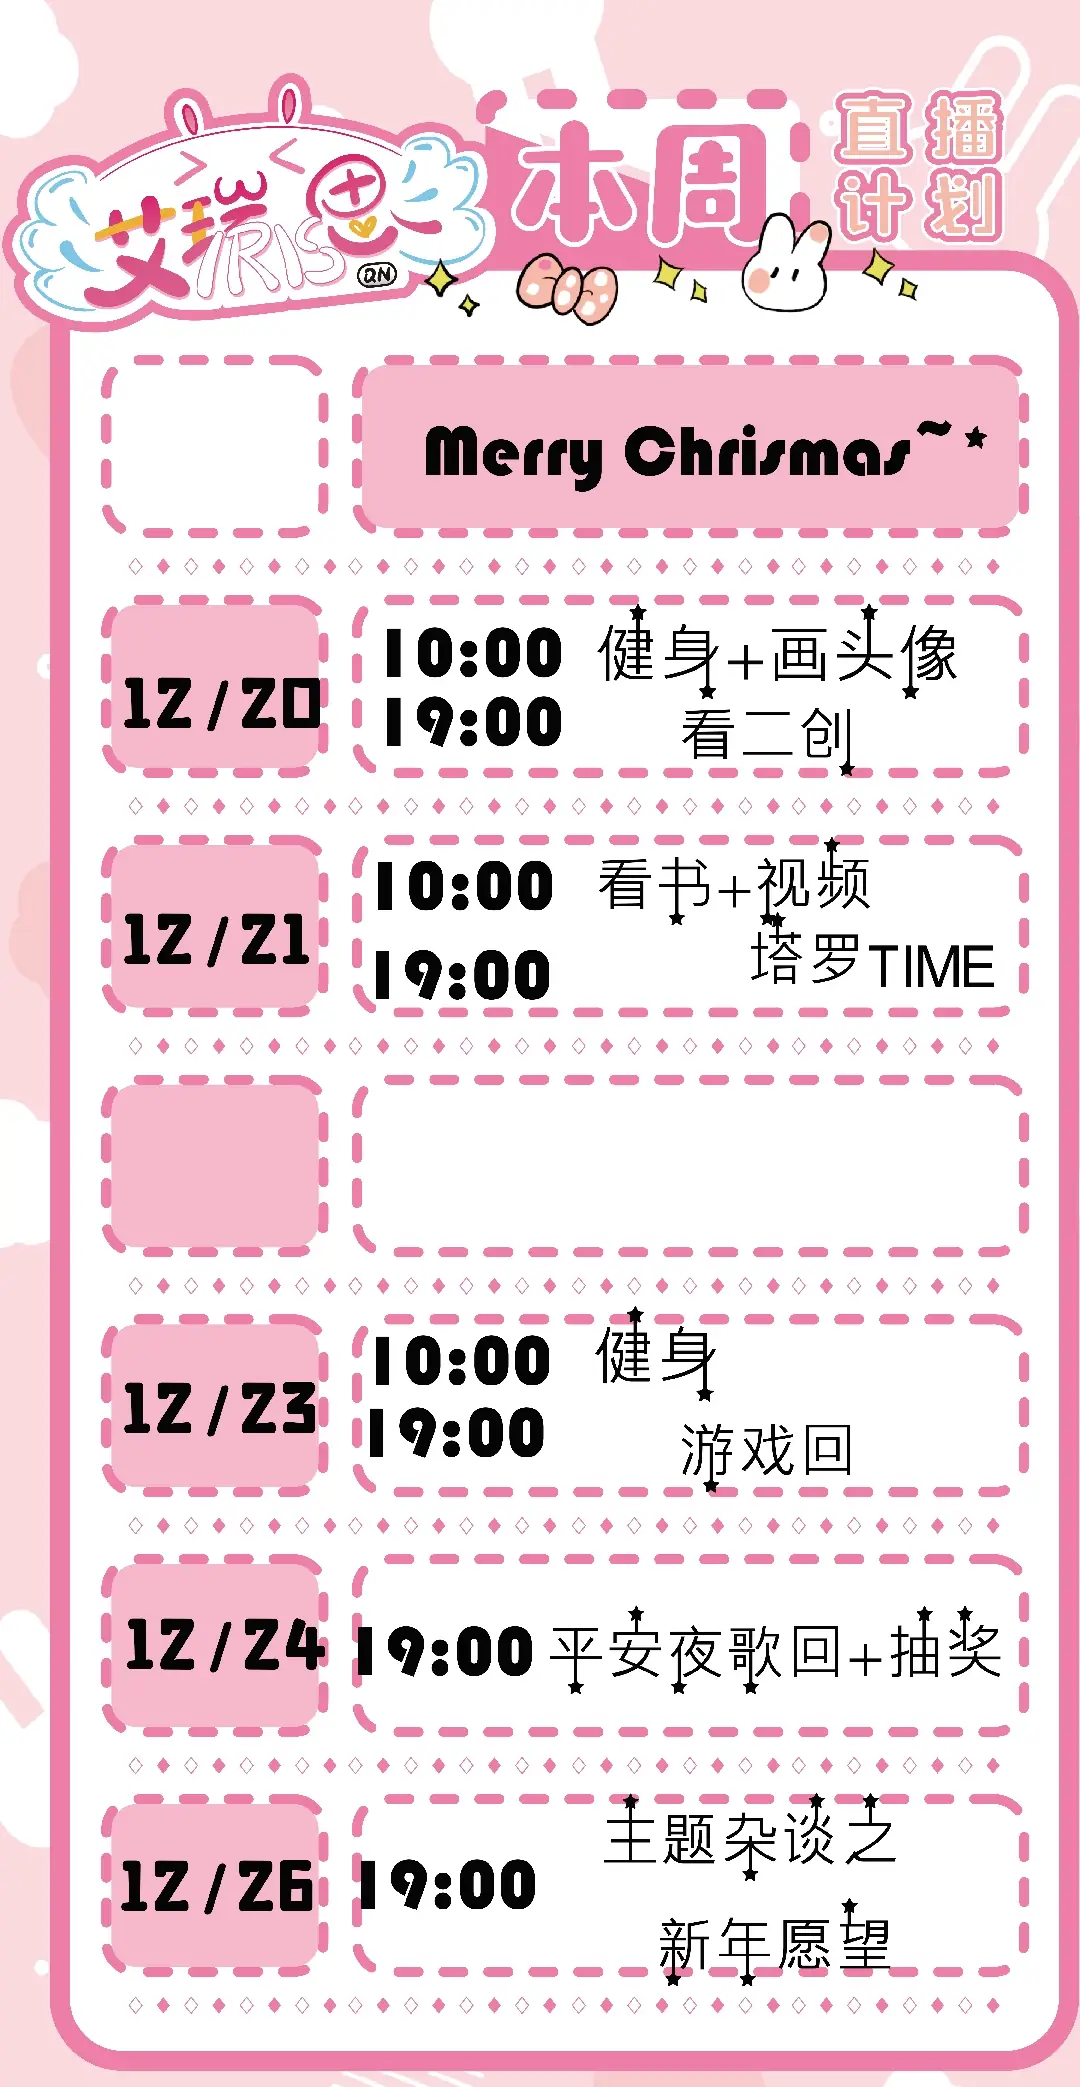 艾瑞思
IRIS
QN
本周
直播
计划
Merry Chrismas~
12/20
10:00 健身+画头像
19:00 看二创
12/21
10:00 看书+视频
19:00 塔罗TIME
12/23
10:00 健身
19:00 游戏回
12/24
19:00 平安夜歌回+抽奖
12/26
19:00 主题杂谈之
新年愿望